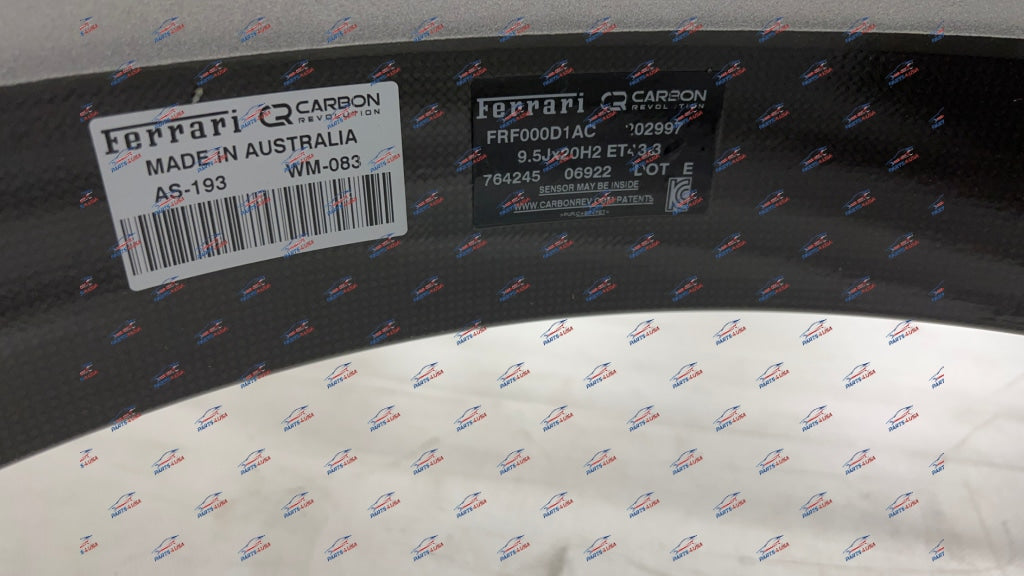 Ferrari CARBON
REVOLUTION
MADE IN AUSTRALIA
AS-193 WM-083
Ferrari CARBON
REVOLUTION
FRF000D1AC 202997
9.5Jx20H2
764245 06922 LOT E
SENSOR MAY BE INSIDE
WWW.CARBONREV.COM/PATENTS
PARTS4USA